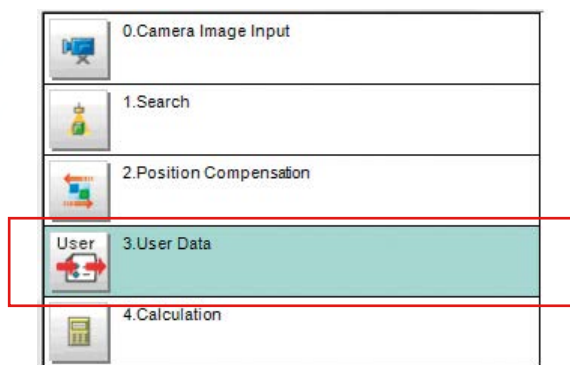 0.Camera Image Input
1.Search
2.Position Compensation
User
3.User Data
4.Calculation